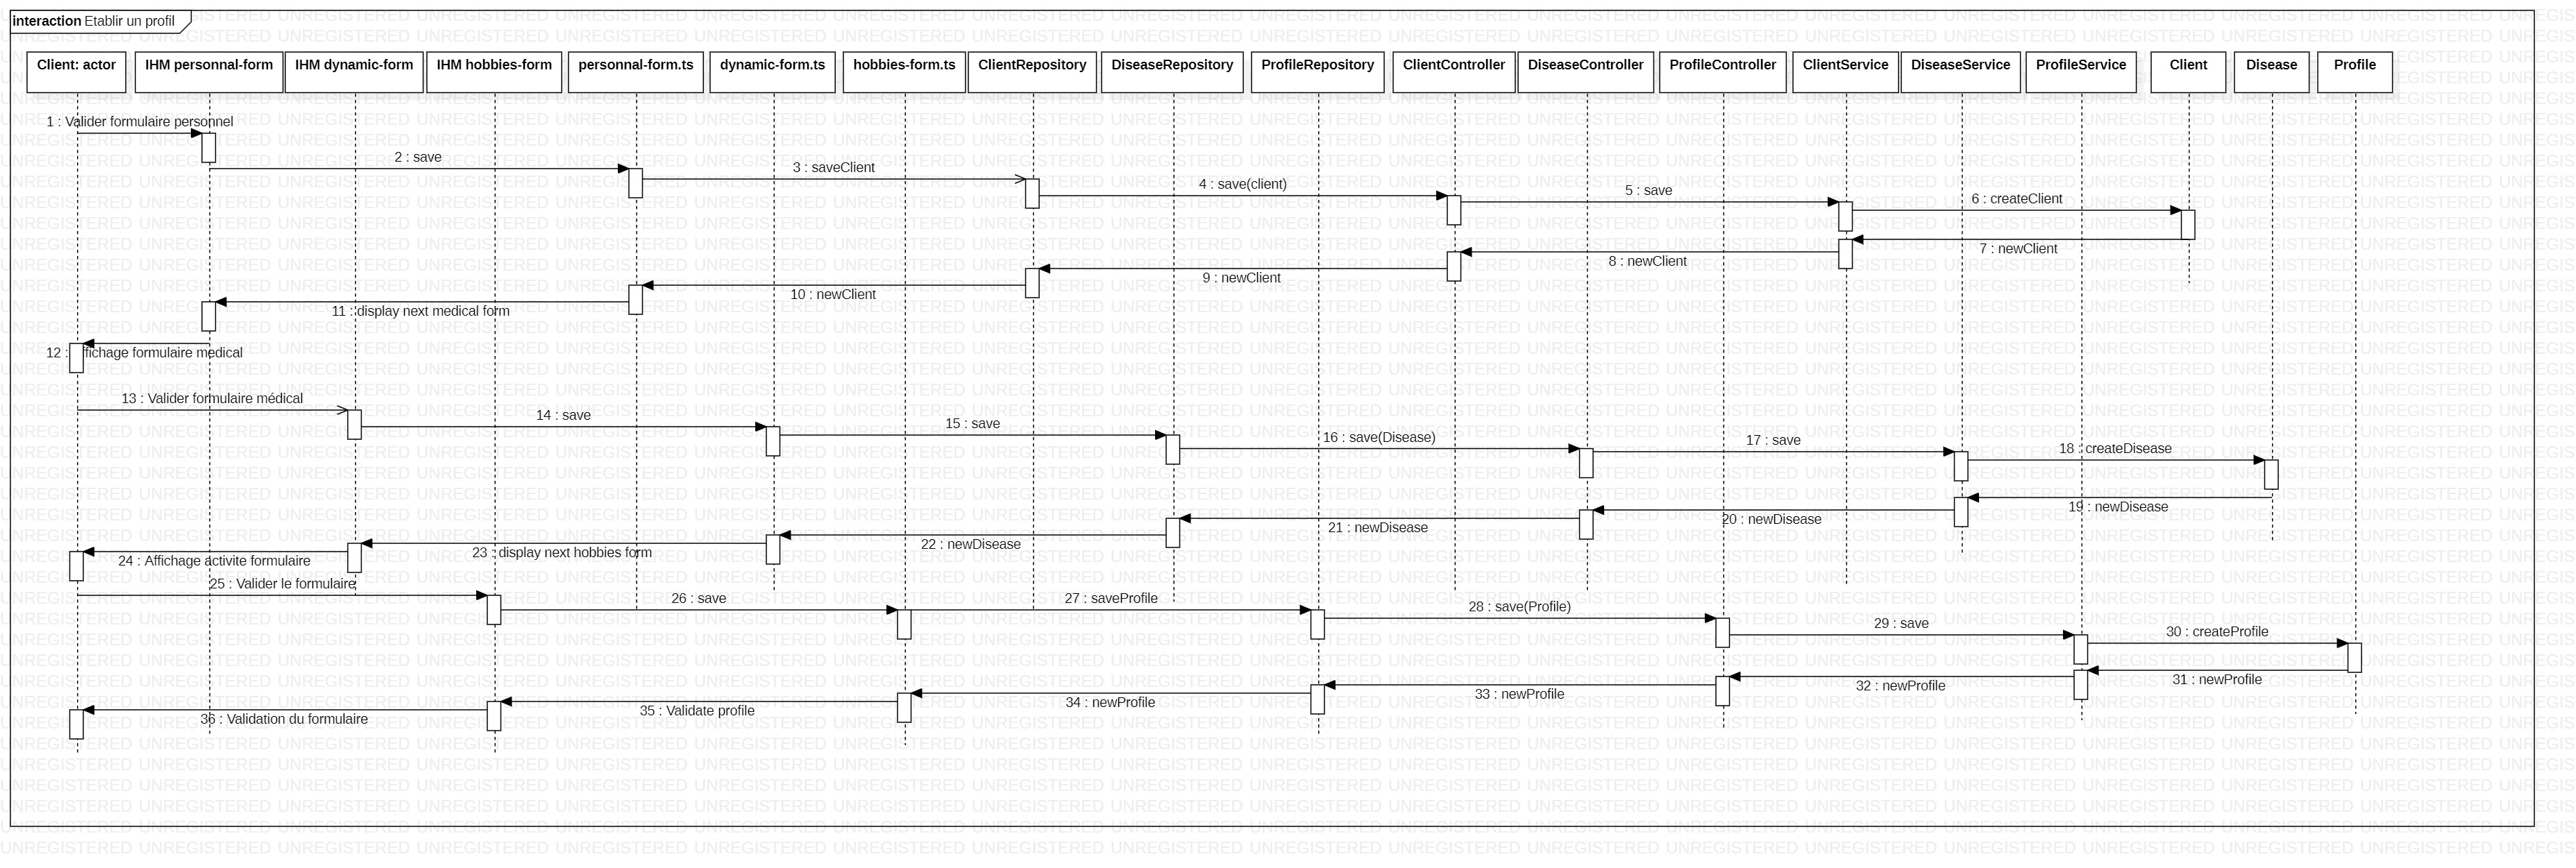 interaction Etablir un profil
Client: actor
IHM personnal-form
IHM dynamic-form
IHM hobbies-form
personnal-form.ts
dynamic-form.ts
hobbies-form.ts
ClientRepository
DiseaseRepository
ProfileRepository
ClientController
DiseaseController
ProfileController
ClientService
DiseaseService
ProfileService
Client
Disease
Profile
1 : Valider formulaire personnel
2 : save
3 : saveClient
4 : save(client)
5 : save
6 : createClient
7 : newClient
8 : newClient
9 : newClient
10 : newClient
11 : display next medical form
12 : Affichage formulaire medical
13 : Valider formulaire médical
14 : save
15 : save
16 : save(Disease)
17 : save
18 : createDisease
19 : newDisease
20 : newDisease
21 : newDisease
22 : newDisease
23 : display next hobbies form
24 : Affichage activite formulaire
25 : Valider le formulaire
26 : save
27 : saveProfile
28 : save(Profile)
29 : save
30 : createProfile
31 : newProfile
32 : newProfile
33 : newProfile
34 : newProfile
35 : Validate profile
36 : Validation du formulaire